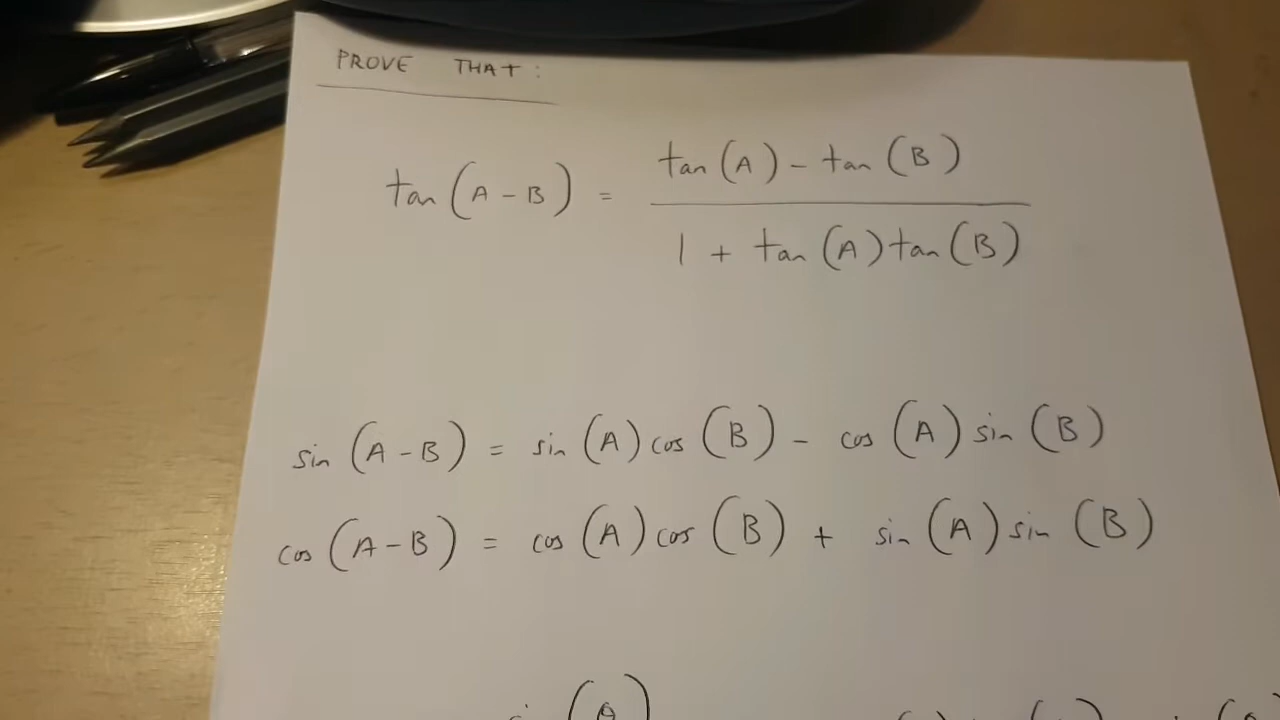 PROVE THAT:
tan(A-B) = tan(A) - tan(B) / 1 + tan(A)tan(B)
sin(A-B) = sin(A)cos(B) - cos(A)sin(B)
cos(A-B) = cos(A)cos(B) + sin(A)sin(B)